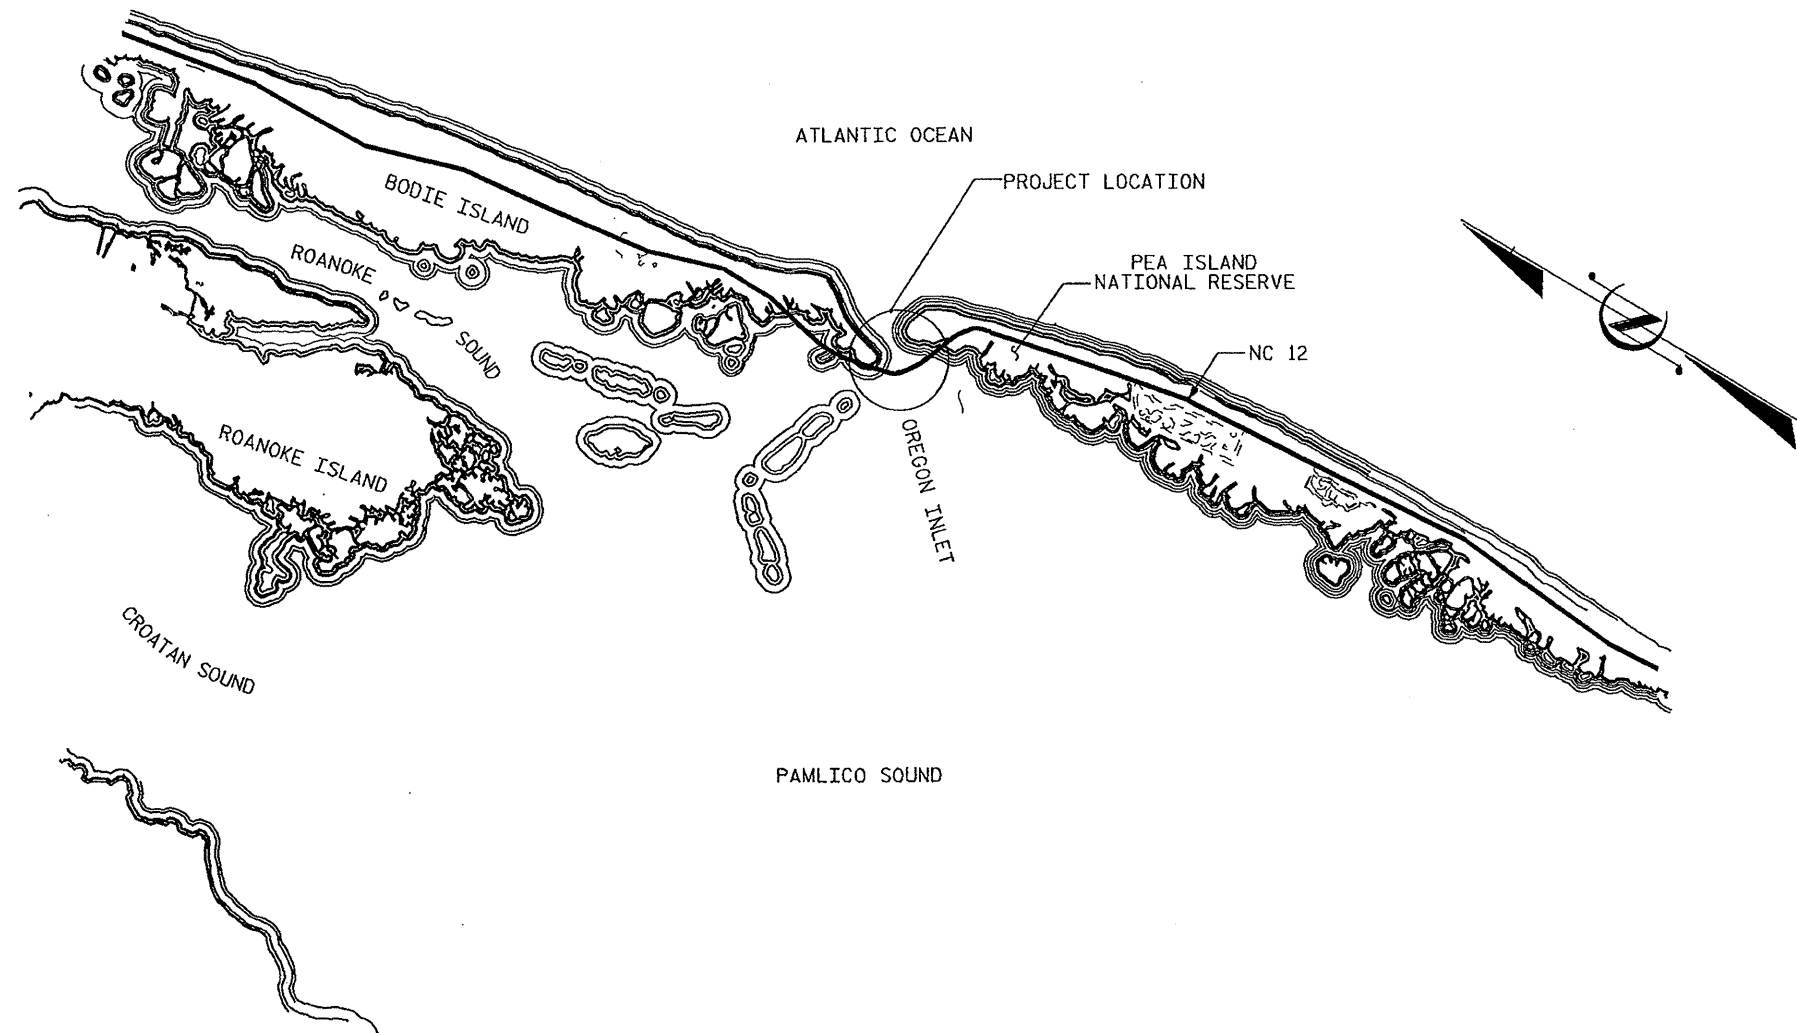 ATLANTIC OCEAN
PROJECT LOCATION
BODIE ISLAND
ROANOKE
SOUND
PEA ISLAND
NATIONAL RESERVE
NC 12
ROANOKE ISLAND
OREGON INLET
CROATAN SOUND
PAMLICO SOUND